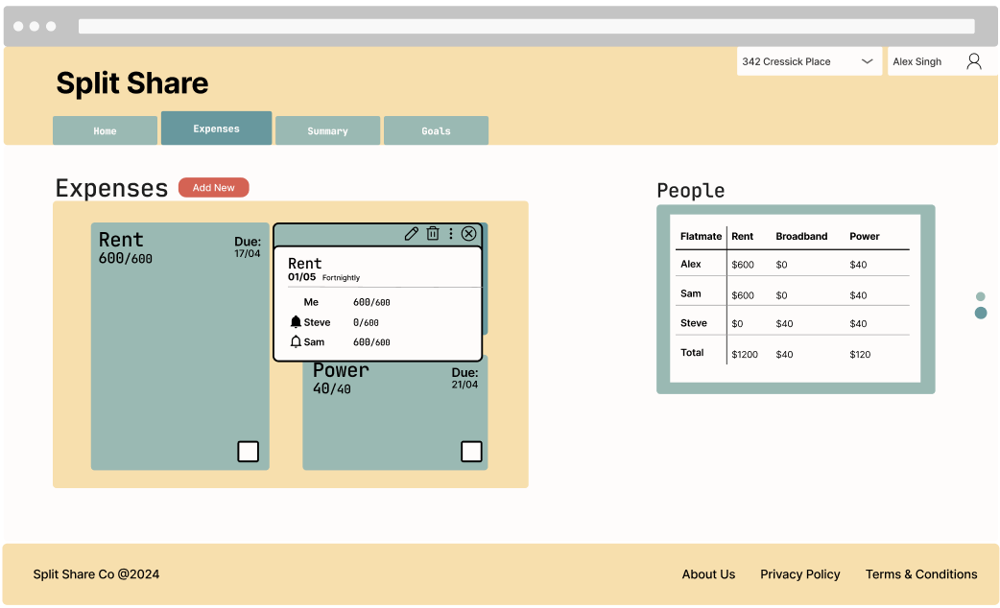 342 Cressick Place
Alex Singh
Split Share
Home Expenses Summary Goals
Expenses Add New
Rent
600/600
Due:
17/04
Rent
01/05 Fortnightly
Me 600/600
Steve 0/600
Sam 600/600
Power
40/40
Due:
21/04
People
Flatmate Rent Broadband Power
Alex $600 $0 $40
Sam $600 $0 $40
Steve $0 $40 $40
Total $1200 $40 $120
Split Share Co @2024
About Us Privacy Policy Terms & Conditions